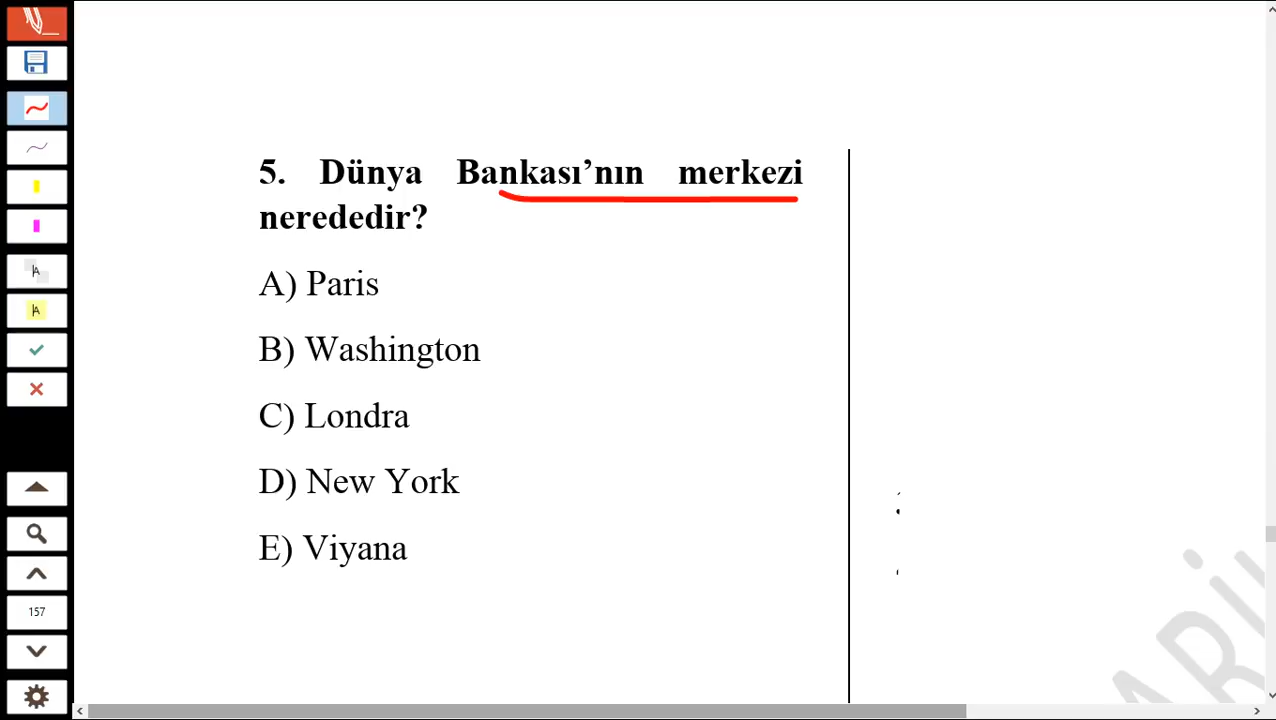 5. Dünya Bankası’nın merkezi
nerededir?
A) Paris
B) Washington
C) Londra
D) New York
E) Viyana
157